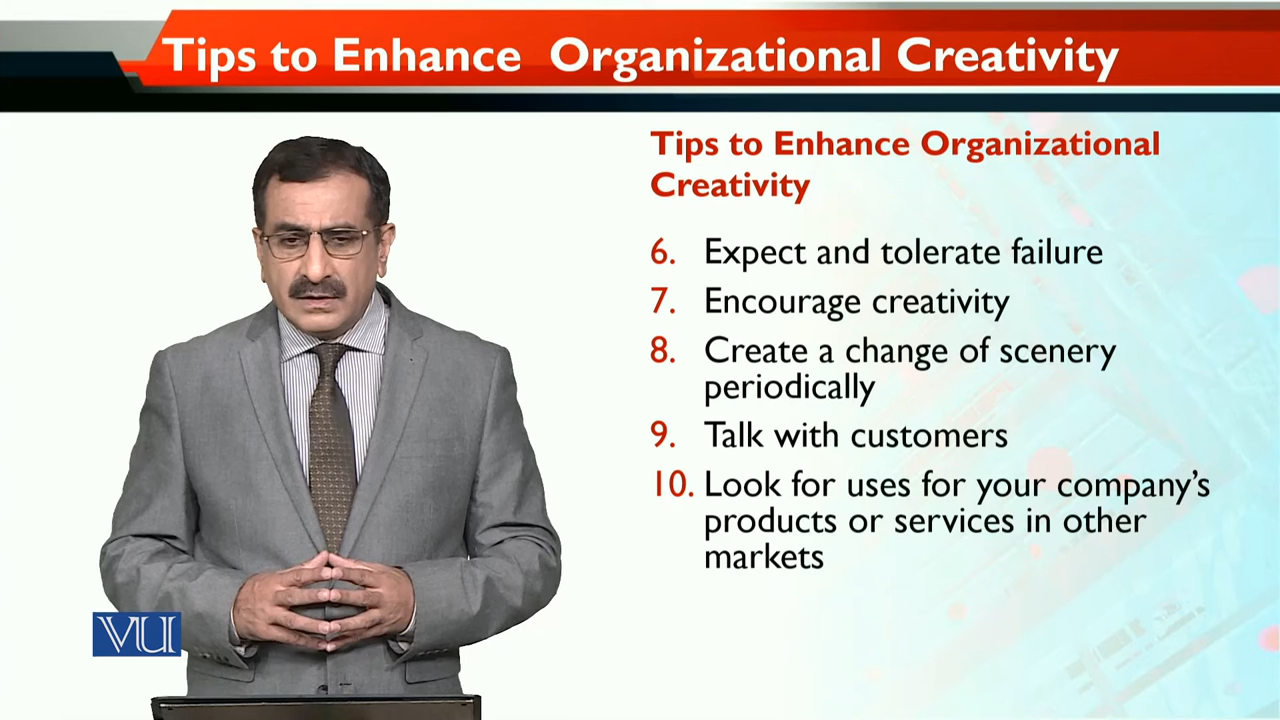 Tips to Enhance Organizational Creativity
Tips to Enhance Organizational
Creativity
6. Expect and tolerate failure
7. Encourage creativity
8. Create a change of scenery
periodically
9. Talk with customers
10. Look for uses for your company's
products or services in other
markets
VU